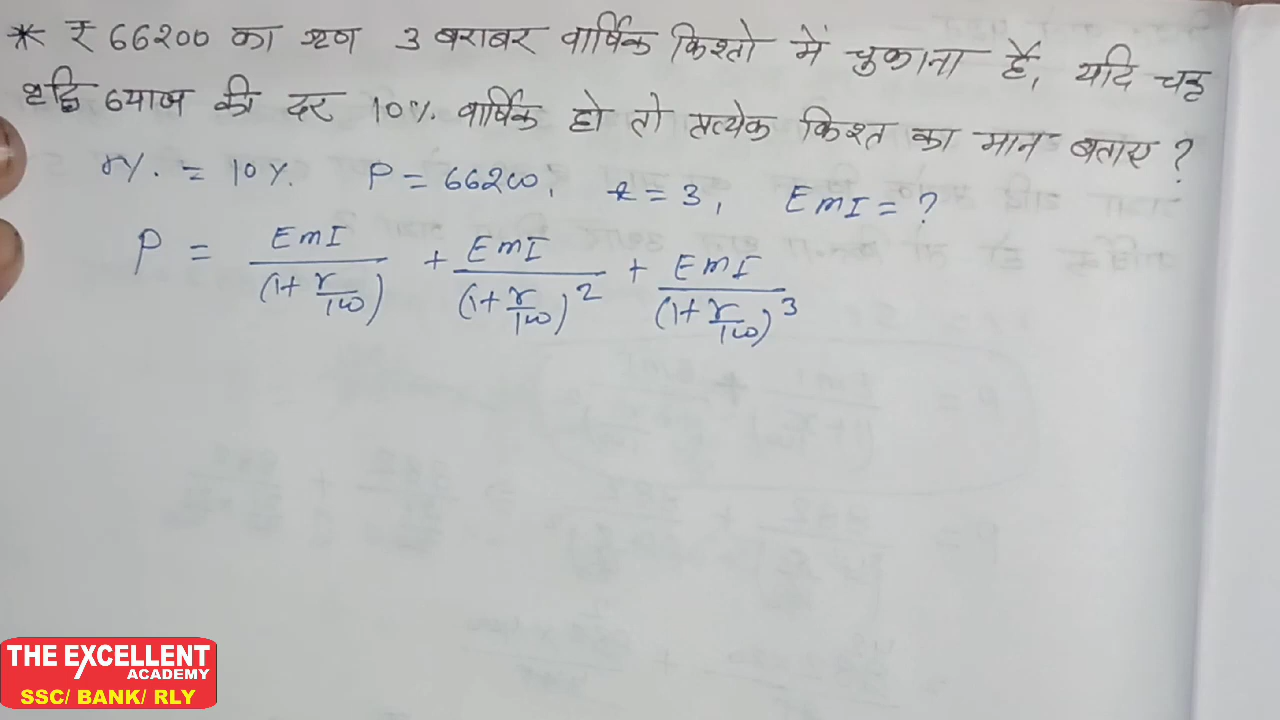 * ₹ 66200 का ऋण 3 बराबर वार्षिक किश्तो में चुकाना है, यदि चक्र
वृद्धि ब्याज की दर 10% वार्षिक हो तो प्रत्येक किश्त का मान बताए ?
r% = 10%. P = 66200, t = 3, EMI = ?
P = EMI/(1+r/100) + EMI/(1+r/100)² + EMI/(1+r/100)³
THE EXCELLENT
ACADEMY
SSC/ BANK/ RLY